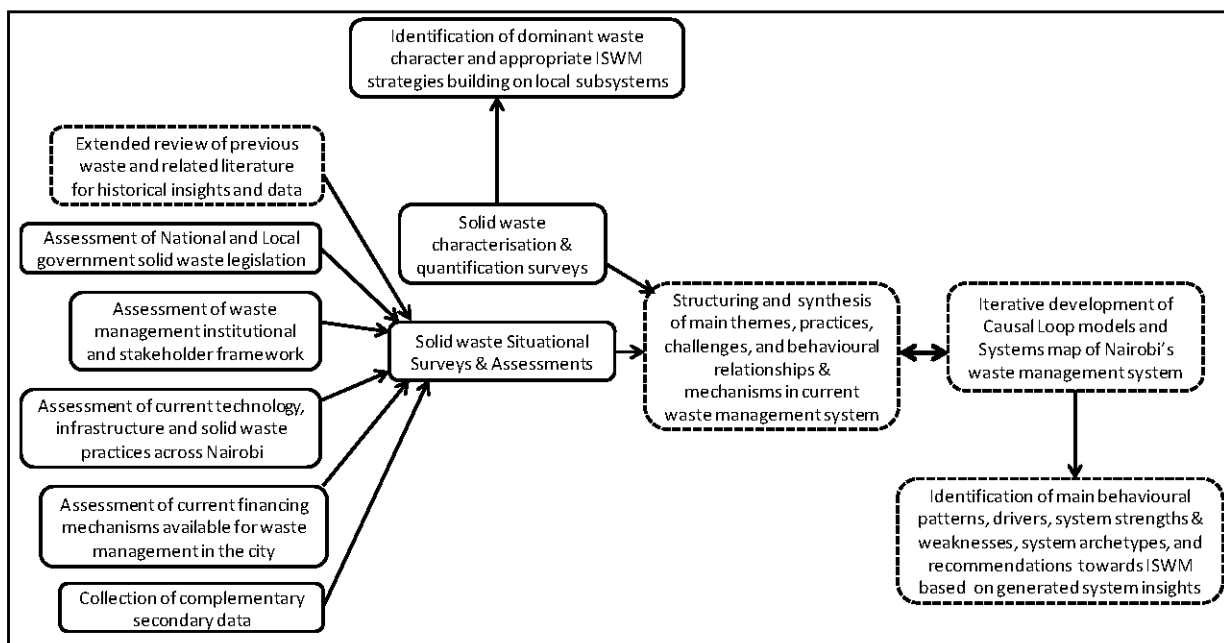 Identification of dominant waste
character and appropriate ISWM
strategies building on local subsystems
Extended review of previous
waste and related literature
for historical insights and data
Assessment of National and Local
government solid waste legislation
Assessment of waste
management institutional
and stakeholder framework
Assessment of current technology,
infrastructure and solid waste
practices across Nairobi
Assessment of current financing
mechanisms available for waste
management in the city
Collection of complementary
secondary data
Solid waste
characterisation &
quantification surveys
Solid waste Situational
Surveys & Assessments
Structuring and synthesis
of main themes, practices,
challenges, and behavioural
relationships &
mechanisms in current
waste management system
Iterative development of
Causal Loop models and
Systems map of Nairobi's
waste management system
Identification of main behavioural
patterns, drivers, system strengths &
weaknesses, system archetypes, and
recommendations towards ISWM
based on generated system insights